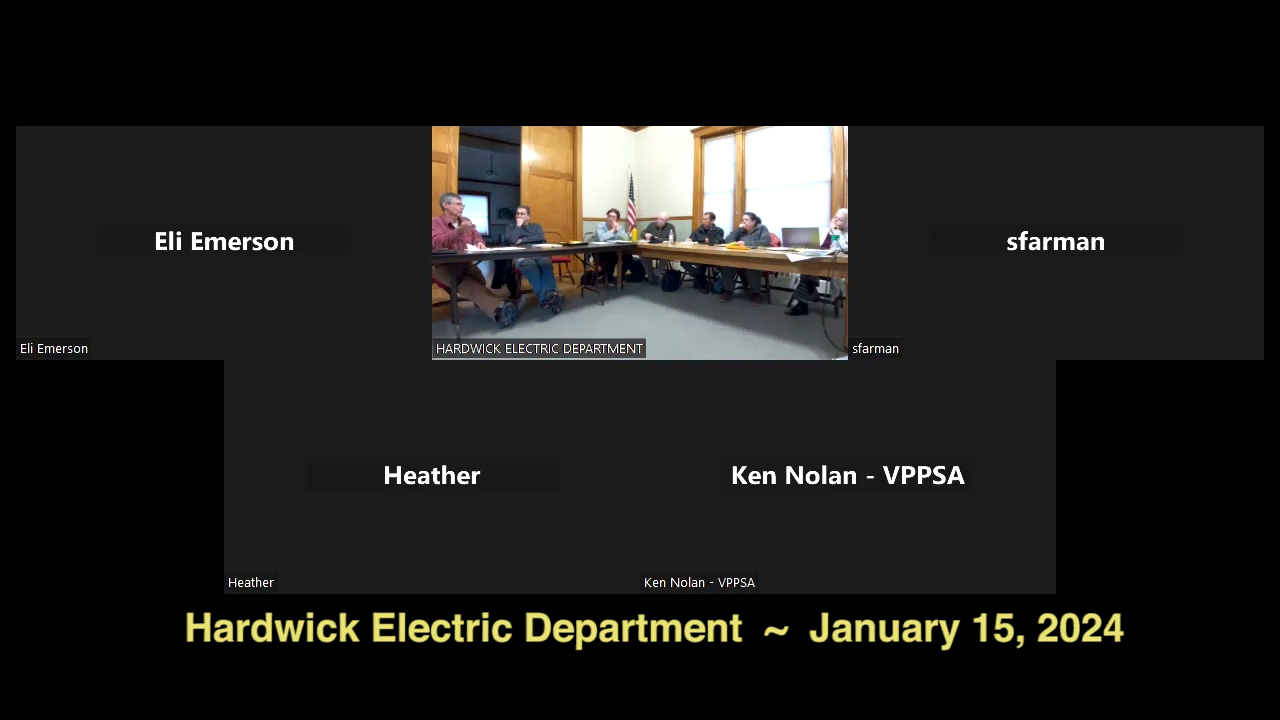 Eli Emerson
sfarman
Eli Emerson
HARDWICK ELECTRIC DEPARTMENT
sfarman
Heather
Ken Nolan - VPPSA
Heather
Ken Nolan - VPPSA
Hardwick Electric Department ~ January 15, 2024